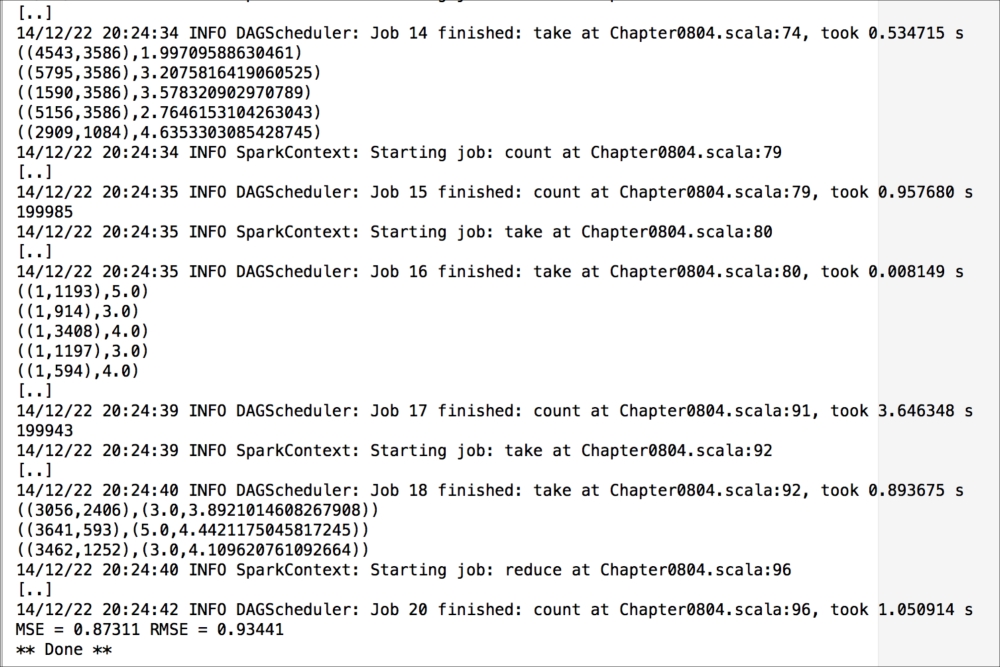 [..]
14/12/22 20:24:34 INFO DAGScheduler: Job 14 finished: take at Chapter0804.scala:74, took 0.534715 s
((4543,3586),1.99709588630461)
((5795,3586),3.2075816419060525)
((1590,3586),3.578320902970789)
((5156,3586),2.7646153104263043)
((2909,1084),4.6353303085428745)
14/12/22 20:24:34 INFO SparkContext: Starting job: count at Chapter0804.scala:79
[..]
14/12/22 20:24:35 INFO DAGScheduler: Job 15 finished: count at Chapter0804.scala:79, took 0.957680 s
199985
14/12/22 20:24:35 INFO SparkContext: Starting job: take at Chapter0804.scala:80
[..]
14/12/22 20:24:35 INFO DAGScheduler: Job 16 finished: take at Chapter0804.scala:80, took 0.008149 s
((1,1193),5.0)
((1,914),3.0)
((1,3408),4.0)
((1,1197),3.0)
((1,594),4.0)
[..]
14/12/22 20:24:39 INFO DAGScheduler: Job 17 finished: count at Chapter0804.scala:91, took 3.646348 s
199943
14/12/22 20:24:39 INFO SparkContext: Starting job: take at Chapter0804.scala:92
[..]
14/12/22 20:24:40 INFO DAGScheduler: Job 18 finished: take at Chapter0804.scala:92, took 0.893675 s
((3056,2406),(3.0,3.8921014608267908))
((3641,593),(5.0,4.4421175045817245))
((3462,1252),(3.0,4.109620761092664))
14/12/22 20:24:40 INFO SparkContext: Starting job: reduce at Chapter0804.scala:96
[..]
14/12/22 20:24:42 INFO DAGScheduler: Job 20 finished: count at Chapter0804.scala:96, took 1.050914 s
MSE = 0.87311 RMSE = 0.93441
** Done **